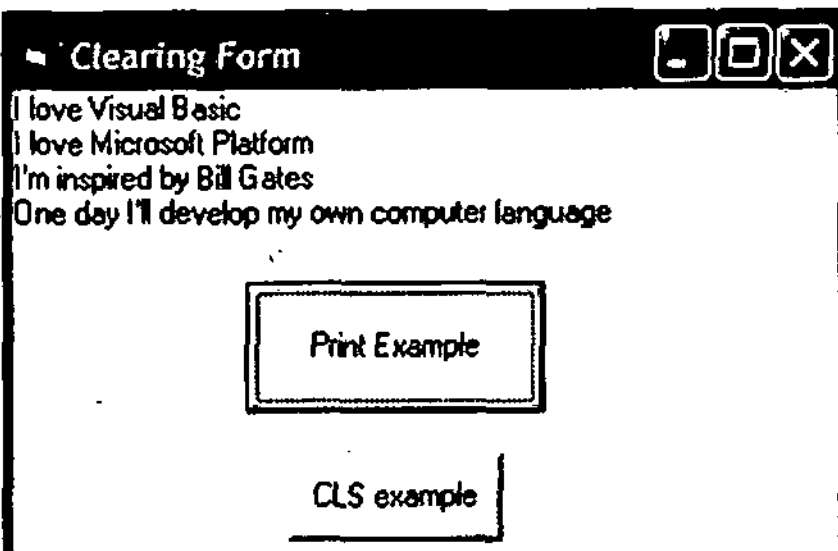 Clearing Form
I love Visual Basic
I love Microsoft Platform
I'm inspired by Bill Gates
One day I'll develop my own computer language
Print Example
CLS example